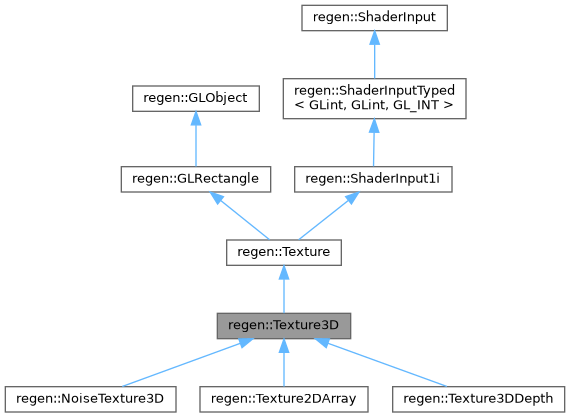 regen::ShaderInput
regen::ShaderInputTyped
< GLint, GLint, GL_INT >
regen::GLObject
regen::GLRectangle
regen::ShaderInput1i
regen::Texture
regen::Texture3D
regen::NoiseTexture3D
regen::Texture2DArray
regen::Texture3DDepth